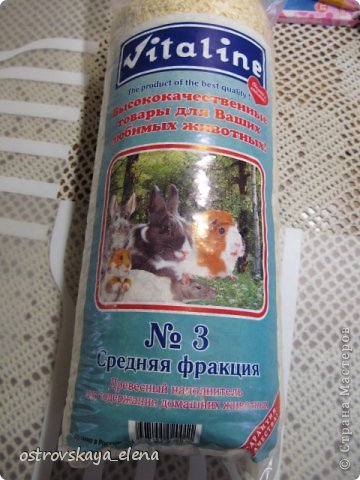 Vitaline
The product of the best quality
Высококачественные
товары для Ваших
любимых животных!
№ 3
Средняя фракция
Древесный наполнитель
для содержания домашних животных
ostrovskaya_elena
© Страна Мастеров